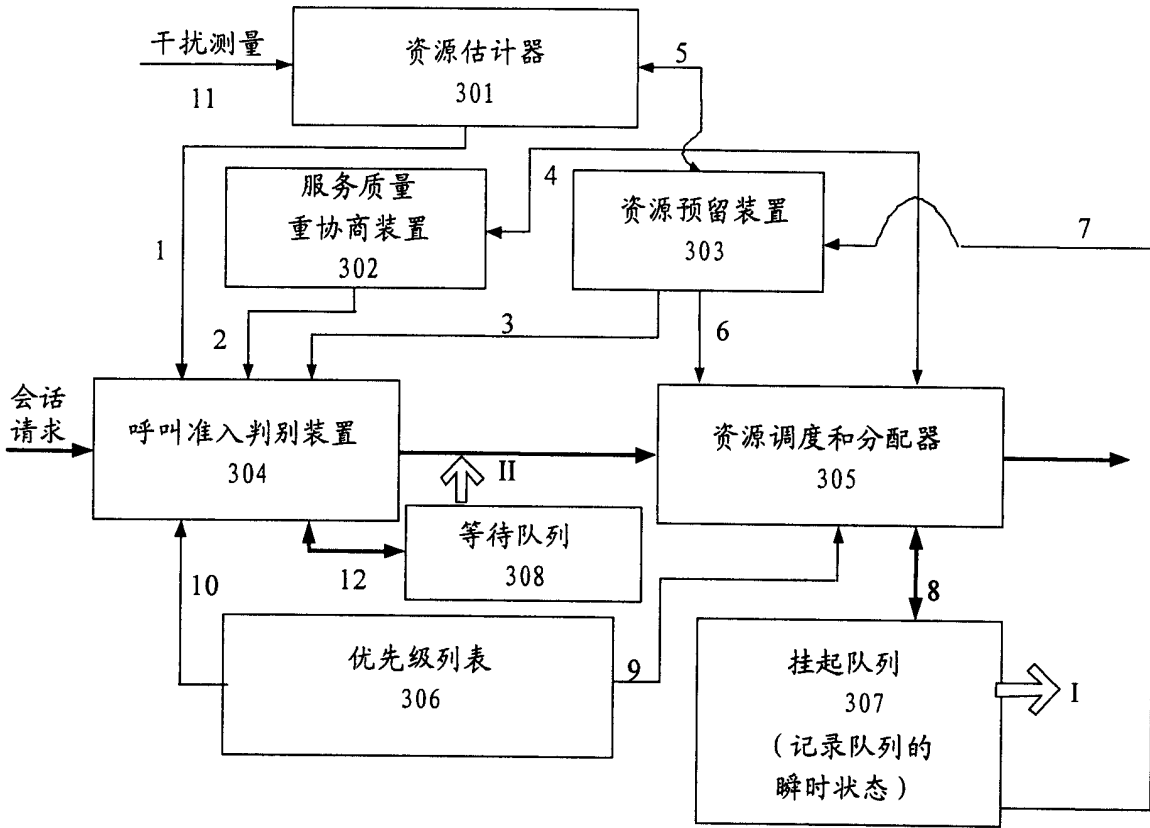 干扰测量
11
资源估计器
301
5
服务质量
重协商装置
302
4
资源预留装置
303
7
1
2
3
6
会话
请求
呼叫准入判别装置
304
II
资源调度和分配器
305
等待队列
308
10
12
8
优先级列表
306
9
挂起队列
307
(记录队列的
瞬时状态)
I